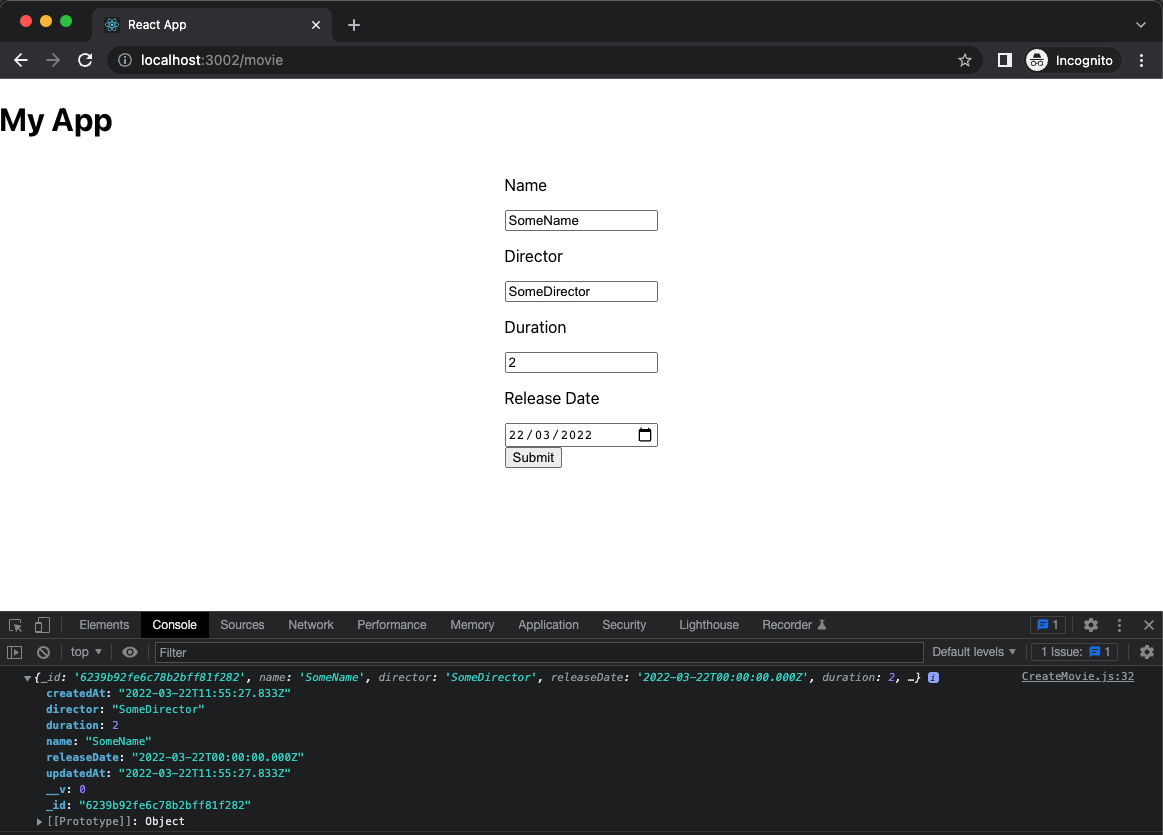 React App
localhost:3002/movie
Incognito
My App
Name
SomeName
Director
SomeDirector
Duration
2
Release Date
22/03/2022
Submit
Elements Console Sources Network Performance Memory Application Security Lighthouse Recorder 1
top Filter Default levels 1 Issue: 1
{_id: '6239b92fe6c78b2bff81f282', name: 'SomeName', director: 'SomeDirector', releaseDate: '2022-03-22T00:00:00.000Z', duration: 2, …} i CreateMovie.js:32
createdAt: "2022-03-22T11:55:27.833Z"
director: "SomeDirector"
duration: 2
name: "SomeName"
releaseDate: "2022-03-22T00:00:00.000Z"
updatedAt: "2022-03-22T11:55:27.833Z"
__v: 0
_id: "6239b92fe6c78b2bff81f282"
[[Prototype]]: Object